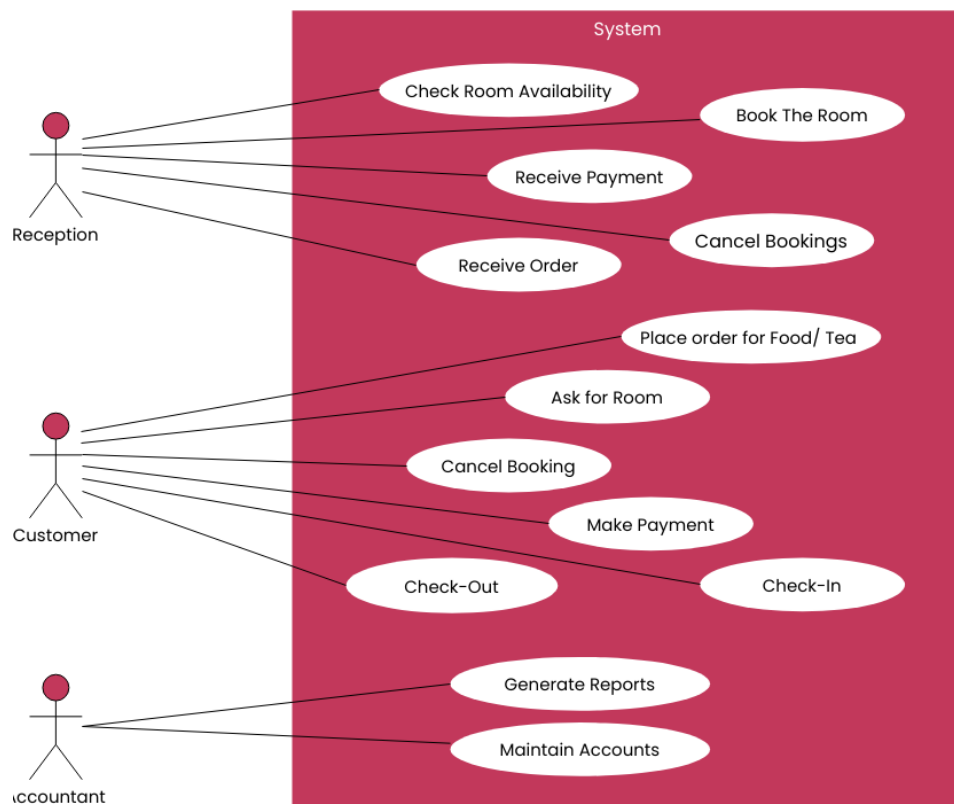 System
Check Room Availability
Book The Room
Receive Payment
Reception
Cancel Bookings
Receive Order
Place order for Food/ Tea
Ask for Room
Cancel Booking
Make Payment
Customer
Check-Out
Check-In
Generate Reports
Maintain Accounts
Accountant